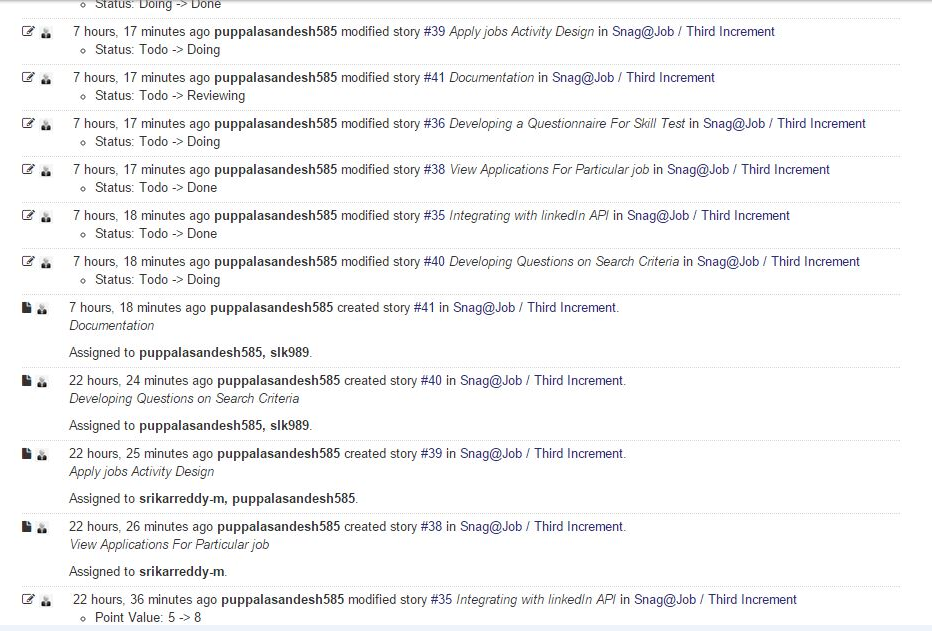 Status: Doing -> Done
7 hours, 17 minutes ago puppalasandesh585 modified story #39 Apply jobs Activity Design in Snag@Job / Third Increment
Status: Todo -> Doing
7 hours, 17 minutes ago puppalasandesh585 modified story #41 Documentation in Snag@Job / Third Increment
Status: Todo -> Reviewing
7 hours, 17 minutes ago puppalasandesh585 modified story #36 Developing a Questionnaire For Skill Test in Snag@Job / Third Increment
Status: Todo -> Doing
7 hours, 17 minutes ago puppalasandesh585 modified story #38 View Applications For Particular job in Snag@Job / Third Increment
Status: Todo -> Done
7 hours, 18 minutes ago puppalasandesh585 modified story #35 Integrating with linkedIn API in Snag@Job / Third Increment
Status: Todo -> Done
7 hours, 18 minutes ago puppalasandesh585 modified story #40 Developing Questions on Search Criteria in Snag@Job / Third Increment
Status: Todo -> Doing
7 hours, 18 minutes ago puppalasandesh585 created story #41 in Snag@Job / Third Increment.
Documentation
Assigned to puppalasandesh585, slk989.
22 hours, 24 minutes ago puppalasandesh585 created story #40 in Snag@Job / Third Increment.
Developing Questions on Search Criteria
Assigned to puppalasandesh585, slk989.
22 hours, 25 minutes ago puppalasandesh585 created story #39 in Snag@Job / Third Increment.
Apply jobs Activity Design
Assigned to srikarreddy-m, puppalasandesh585.
22 hours, 26 minutes ago puppalasandesh585 created story #38 in Snag@Job / Third Increment.
View Applications For Particular job
Assigned to srikarreddy-m.
22 hours, 36 minutes ago puppalasandesh585 modified story #35 Integrating with linkedIn API in Snag@Job / Third Increment
Point Value: 5 -> 8